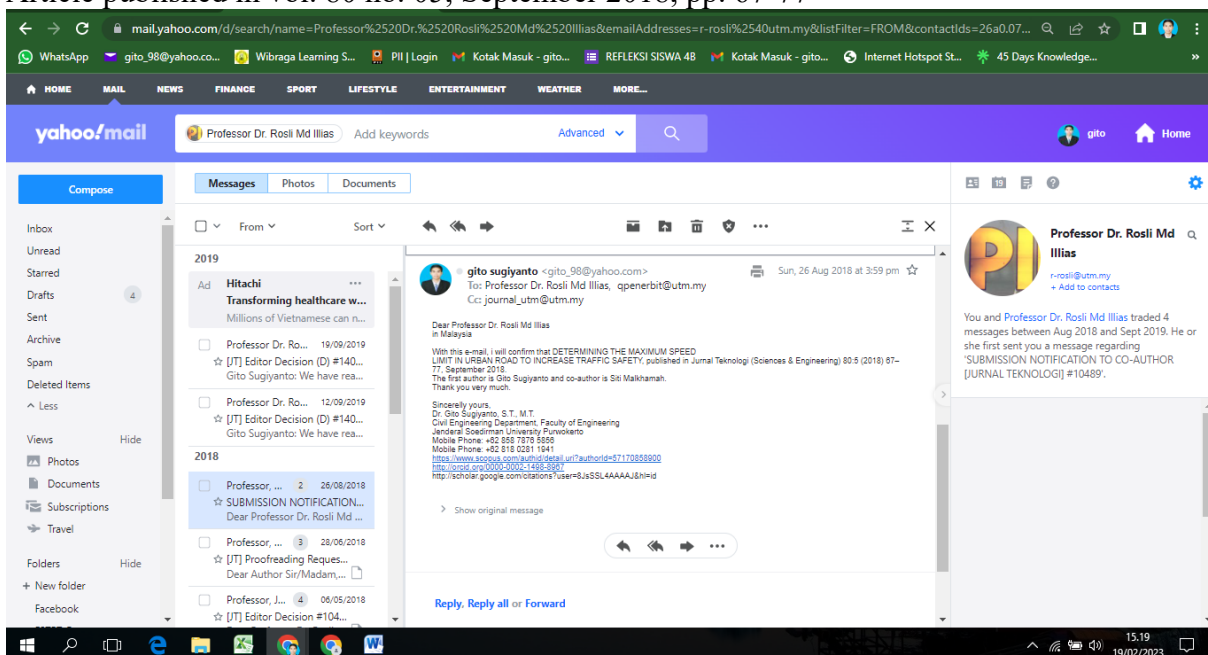 Article published in vol. 80 no. 05, September 2018, pp. 67-77
mail.yahoo.com/d/search/name=Professor%2520Dr.%2520Rosli%2520Md%2520Illias&emailAddresses=r-rosli%2540utm.my&listFilter=FROM&contactIds=26a0.07...
WhatsApp gito_98@yahoo.co... Wibraga Learning S... PII | Login Kotak Masuk - gito... REFLEKSI SISWA 4B Kotak Masuk - gito... Internet Hotspot St... 45 Days Knowledge... »
HOME MAIL NEWS FINANCE SPORT LIFESTYLE ENTERTAINMENT WEATHER MORE...
yahoo!mail Professor Dr. Rosli Md Illias Add keywords Advanced gito Home
Compose
Inbox
Unread
Starred
Drafts 4
Sent
Archive
Spam
Deleted Items
Less
Views Hide
Photos
Documents
Subscriptions
Travel
Folders Hide
+ New folder
Facebook
Messages Photos Documents
From Sort
2019
Ad Hitachi ...
Transforming healthcare w...
Millions of Vietnamese can n...
Professor Dr. Ro... 19/09/2019
[JT] Editor Decision (D) #140...
Gito Sugiyanto: We have rea...
Professor Dr. Ro... 12/09/2019
[JT] Editor Decision (D) #140...
Gito Sugiyanto: We have rea...
2018
Professor, ... 2 26/08/2018
SUBMISSION NOTIFICATION...
Dear Professor Dr. Rosli Md ...
Professor, ... 3 28/06/2018
[JT] Proofreading Reques...
Dear Author Sir/Madam,...
Professor, J... 4 06/05/2018
[JT] Editor Decision #104...
gito sugiyanto <gito_98@yahoo.com> Sun, 26 Aug 2018 at 3:59 pm
To: Professor Dr. Rosli Md Illias, qpenerbit@utm.my
Cc: journal_utm@utm.my
Dear Professor Dr. Rosli Md Illias
in Malaysia
With this e-mail, i will confirm that DETERMINING THE MAXIMUM SPEED
LIMIT IN URBAN ROAD TO INCREASE TRAFFIC SAFETY, published in Jurnal Teknologi (Sciences & Engineering) 80:5 (2018) 67–
77, September 2018.
The first author is Gito Sugiyanto and co-author is Siti Malkhamah.
Thank you very much.
Sincerely yours,
Dr. Gito Sugiyanto, S.T., M.T.
Civil Engineering Department, Faculty of Engineering
Jenderal Soedirman University Purwokerto
Mobile Phone: +62 858 7876 5856
Mobile Phone: +62 818 0281 1941
https://www.scopus.com/authid/detail.uri?authorId=57170858900
http://orcid.org/0000-0002-1498-8967
http://scholar.google.com/citations?user=8JsSSL4AAAAJ&hl=id
Show original message
Reply, Reply all or Forward
Professor Dr. Rosli Md
Illias
r-rosli@utm.my
+ Add to contacts
You and Professor Dr. Rosli Md Illias traded 4
messages between Aug 2018 and Sept 2019. He or
she first sent you a message regarding
'SUBMISSION NOTIFICATION TO CO-AUTHOR
[JURNAL TEKNOLOGI] #10489'.
15.19
19/02/2023